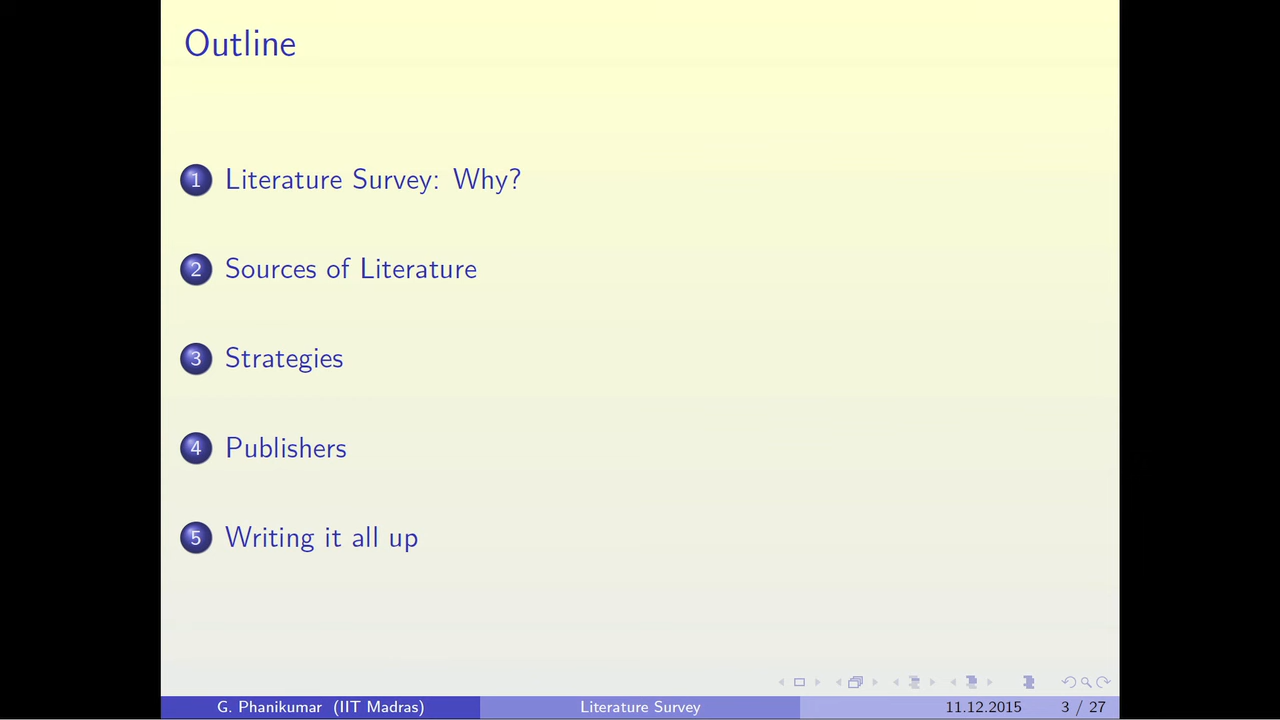 Outline
1 Literature Survey: Why?
2 Sources of Literature
3 Strategies
4 Publishers
5 Writing it all up
G. Phanikumar (IIT Madras) Literature Survey 11.12.2015 3 / 27